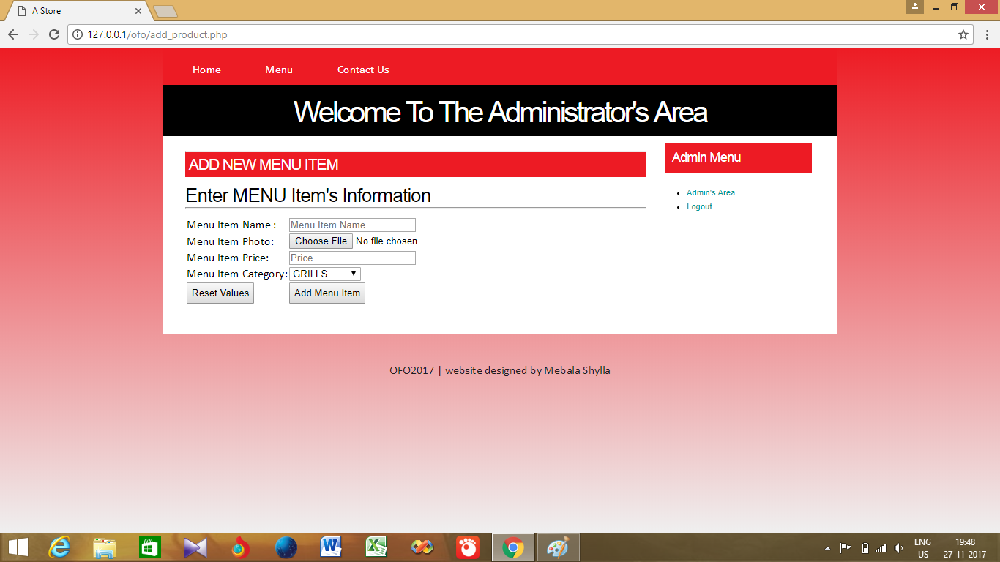 A Store
127.0.0.1/ofo/add_product.php
Home Menu Contact Us
Welcome To The Administrator's Area
ADD NEW MENU ITEM
Enter MENU Item's Information
Menu Item Name : Menu Item Name
Menu Item Photo: Choose File No file chosen
Menu Item Price: Price
Menu Item Category: GRILLS
Reset Values Add Menu Item
Admin Menu
Admin's Area
Logout
OFO2017 | website designed by Mebala Shylla
ENG 19:48
US 27-11-2017